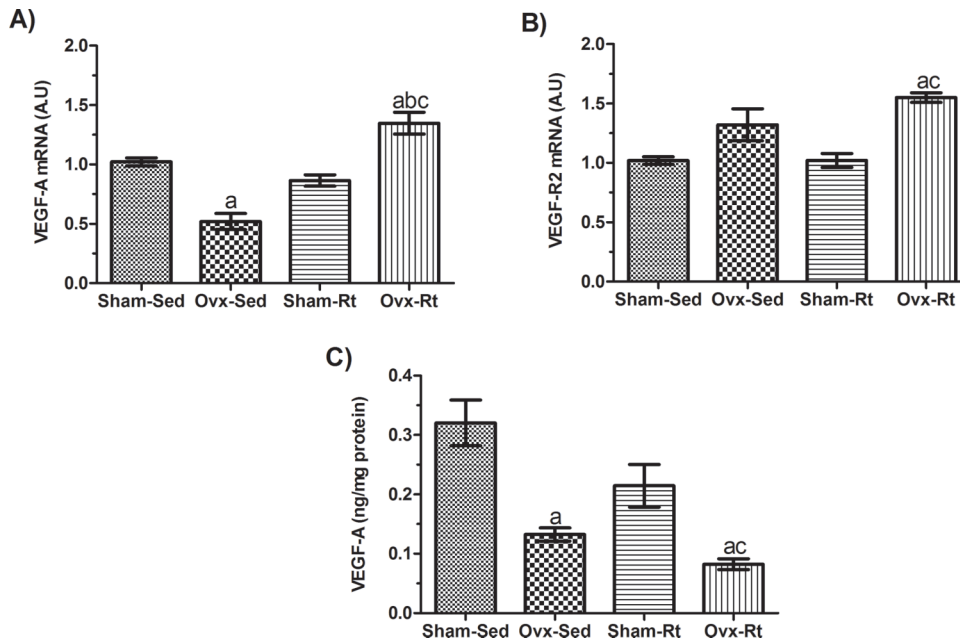 A)
VEGF-A mRNA (A.U)
2.0
1.5
1.0
0.5
0.0
a
abc
Sham-Sed Ovx-Sed Sham-Rt Ovx-Rt
B)
VEGF-R2 mRNA (A.U)
2.0
1.5
1.0
0.5
0.0
ac
Sham-Sed Ovx-Sed Sham-Rt Ovx-Rt
C)
VEGF-A (ng/mg protein)
0.4
0.3
0.2
0.1
0.0
a
ac
Sham-Sed Ovx-Sed Sham-Rt Ovx-Rt